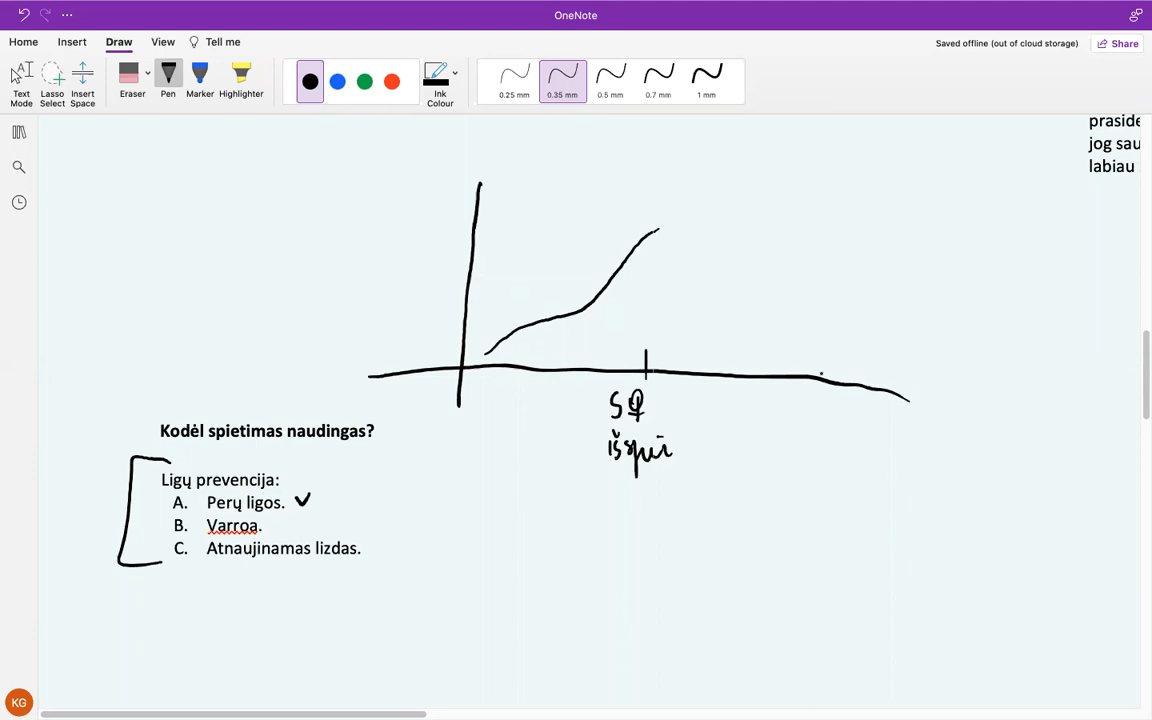 OneNote
Home Insert Draw View Tell me
Saved offline (out of cloud storage) Share
Text Mode
Lasso Select
Insert Space
Eraser
Pen
Marker
Highlighter
Ink Colour
0.25 mm
0.35 mm
0.5 mm
0.7 mm
1 mm
jog sau
labiau
Kodėl spietimas naudingas?
Ligų prevencija:
A. Perų ligos.
B. Varroa.
C. Atnaujinamas lizdas.
KG